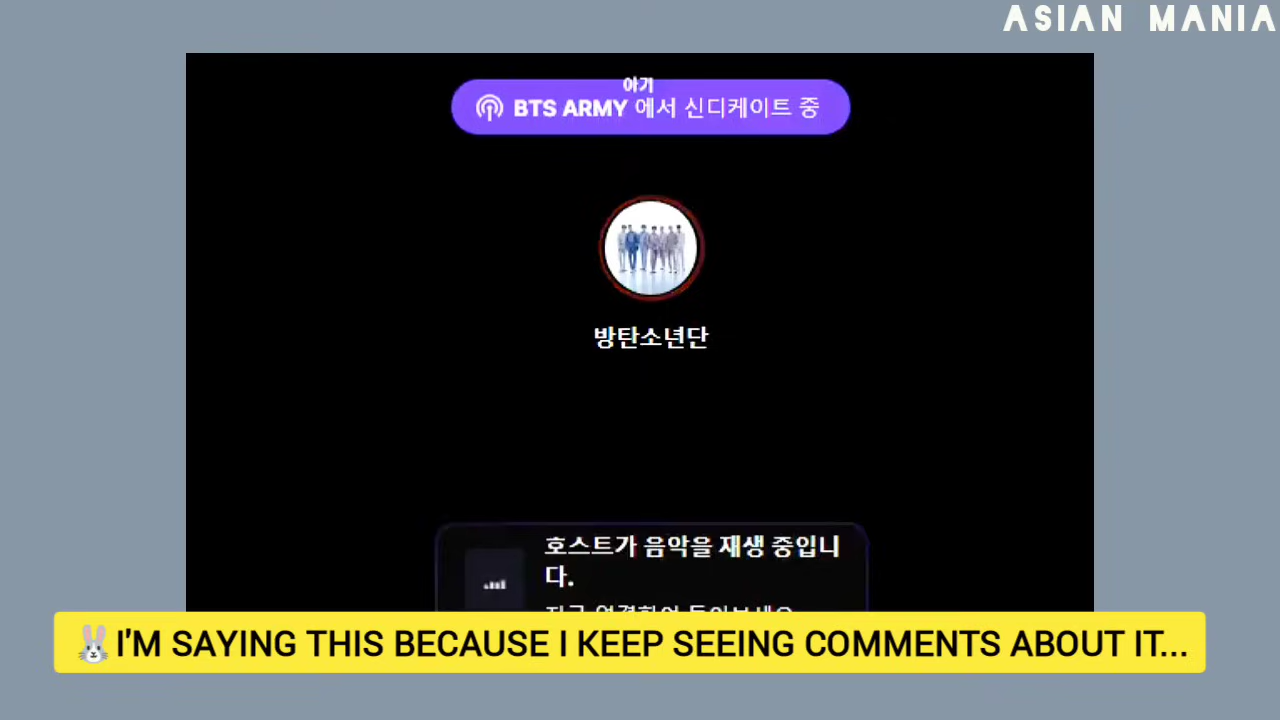 ASIAN MANIA
아기
BTS ARMY 에서 신디케이트 중
방탄소년단
호스트가 음악을 재생 중입니
다.
I'M SAYING THIS BECAUSE I KEEP SEEING COMMENTS ABOUT IT...